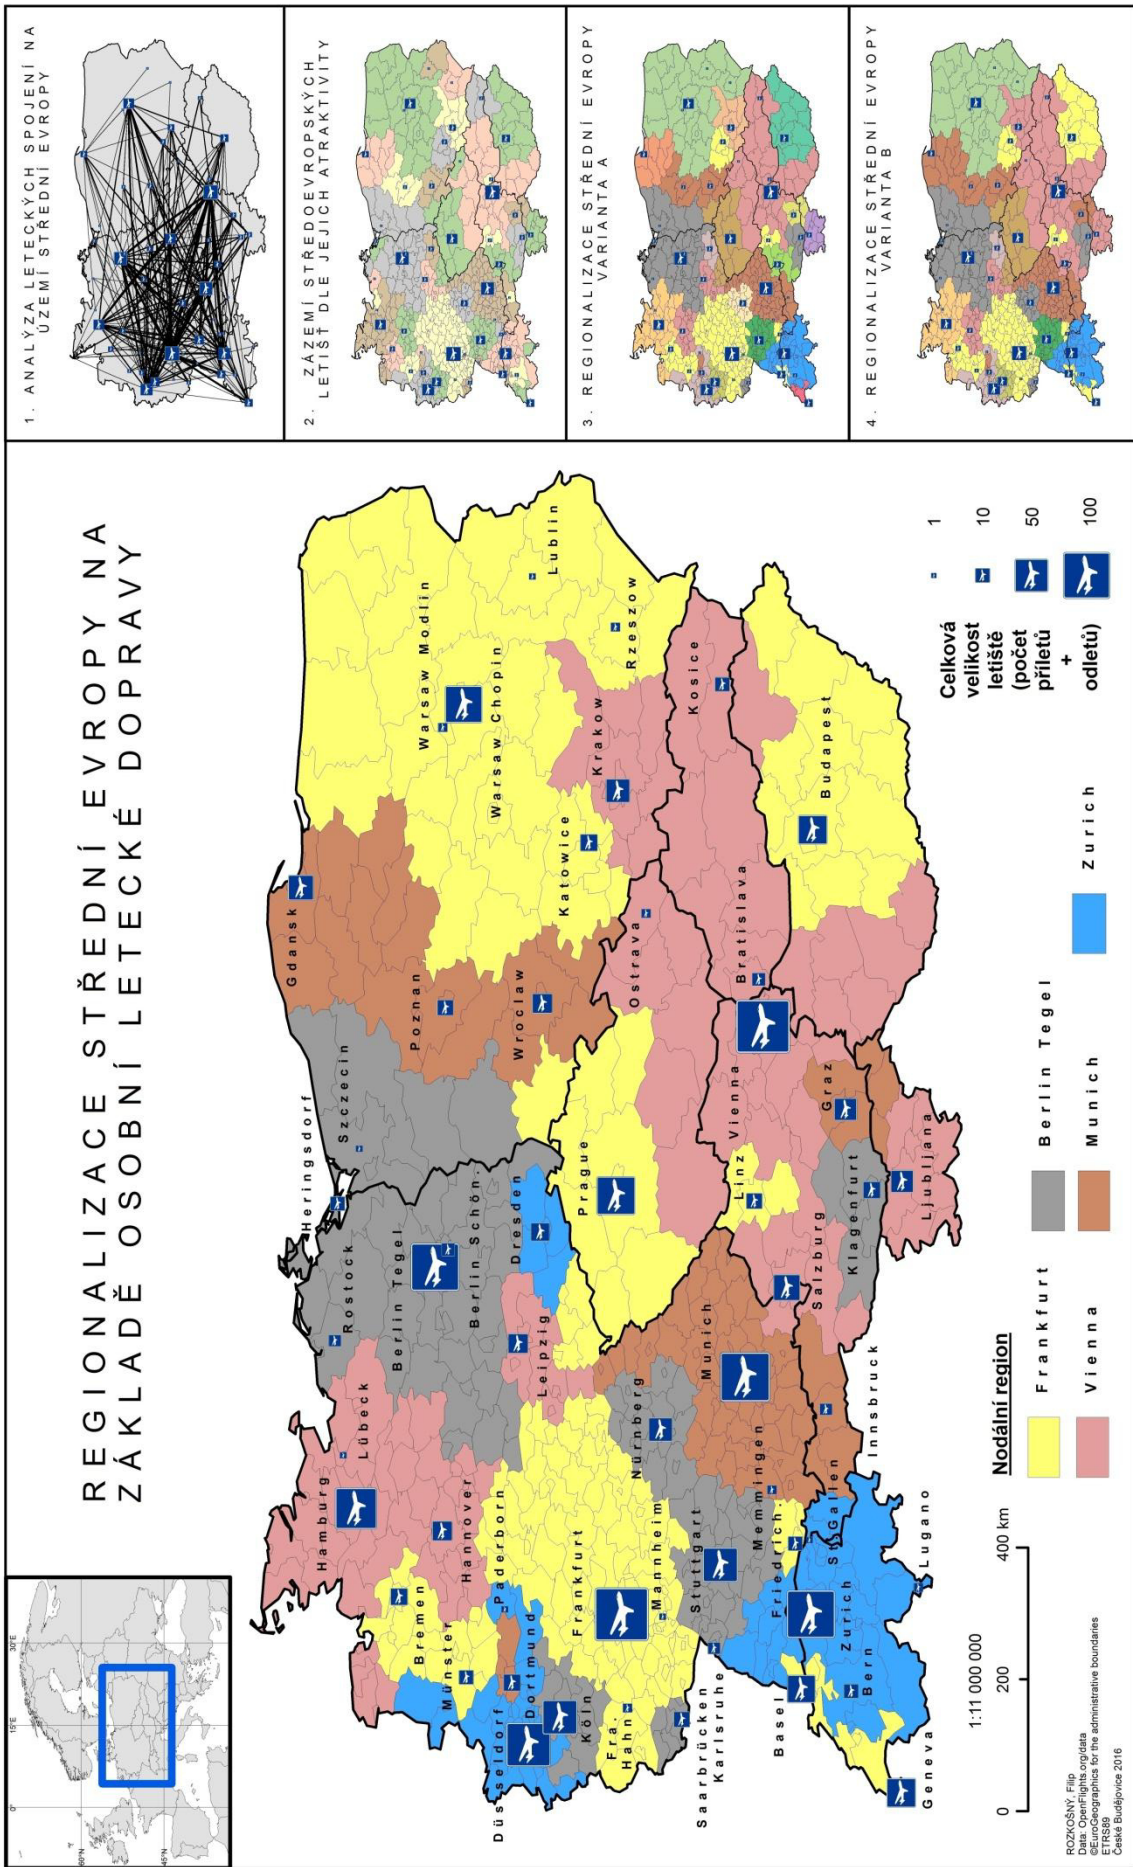 REGIONALIZACE STŘEDNÍ EVROPY NA
ZÁKLADĚ OSOBNÍ LETECKÉ DOPRAVY
0°
15°E
30°E
60°N
45°N
1. ANALÝZA LETECKÝCH SPOJENÍ NA
ÚZEMÍ STŘEDNÍ EVROPY
2. ZÁZEMÍ STŘEDOEVROPSKÝCH
LETIŠŤ DLE JEJICH ATRAKTIVITY
3. REGIONALIZACE STŘEDNÍ EVROPY
VARIANTA A
4. REGIONALIZACE STŘEDNÍ EVROPY
VARIANTA B
Hamburg
Lübeck
Rostock
Heringsdorf
Szczecin
Gdansk
Bremen
Hannover
Berlin Tegel
Berlin Schön.
Poznan
Warsaw Modlin
Warsaw Chopin
Münster
Paderborn
Dortmund
Düsseldorf
Köln
Leipzig
Dresden
Wroclaw
Katowice
Krakow
Lublin
Rzeszow
Fra.
Hahn
Frankfurt
Mannheim
Nürnberg
Prague
Ostrava
Kosice
Saarbrücken
Karlsruhe
Stuttgart
Memmingen
Munich
Linz
Vienna
Bratislava
Budapest
Basel
Friedrich.
St. Gallen
Zurich
Bern
Salzburg
Graz
Klagenfurt
Ljubljana
Innsbruck
Lugano
Geneva
1:11 000 000
0
200
400 km
Nodální region
Frankfurt
Vienna
Berlin Tegel
Munich
Zurich
Celková
velikost
letiště
(počet
příletů
+
odletů)
1
10
50
100
ROZKOŠNÝ, Filip
Data: OpenFlights.org/data
©EuroGeographics for the administrative boundaries
ETRS89
České Budějovice 2016